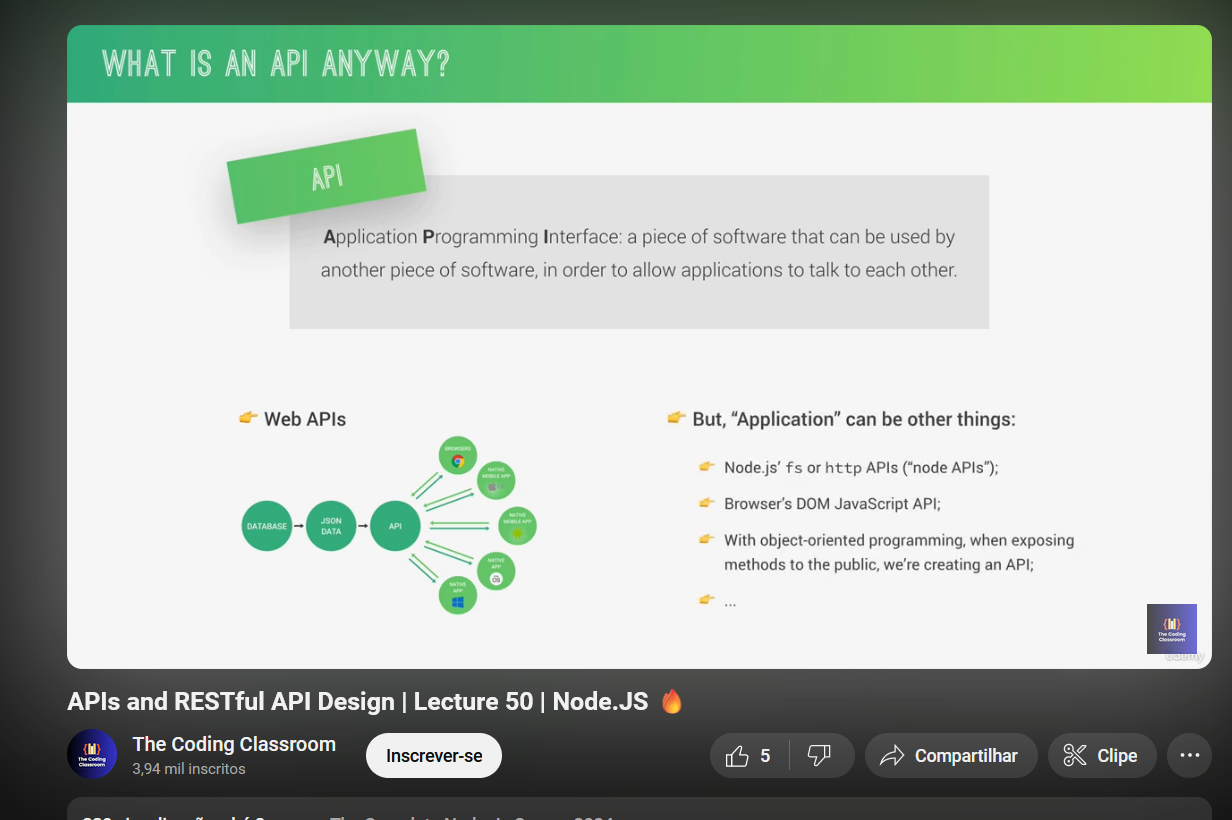 WHAT IS AN API ANYWAY?
API
Application Programming Interface: a piece of software that can be used by
another piece of software, in order to allow applications to talk to each other.
👉 Web APIs
DATABASE
JSON
DATA
API
BROWSERS
NATIVE
MOBILE APP
NATIVE
MOBILE APP
NATIVE
APP
NATIVE
APP
👉 But, “Application” can be other things:
👉 Node.js’ fs or http APIs (“node APIs”);
👉 Browser’s DOM JavaScript API;
👉 With object-oriented programming, when exposing
methods to the public, we’re creating an API;
👉 ...
The Coding
Classroom
udemy
APIs and RESTful API Design | Lecture 50 | Node.JS 🔥
The Coding
Classroom
The Coding Classroom
3,94 mil inscritos
Inscrever-se
5
Compartilhar
Clipe
...